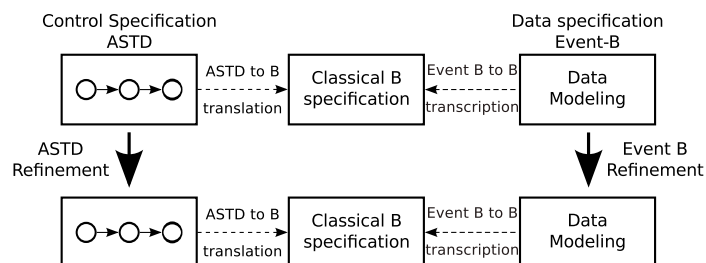 Control Specification
ASTD
Data specification
Event-B
ASTD to B
translation
Classical B
specification
Event B to B
transcription
Data
Modeling
ASTD
Refinement
Event B
Refinement
ASTD to B
translation
Classical B
specification
Event B to B
transcription
Data
Modeling